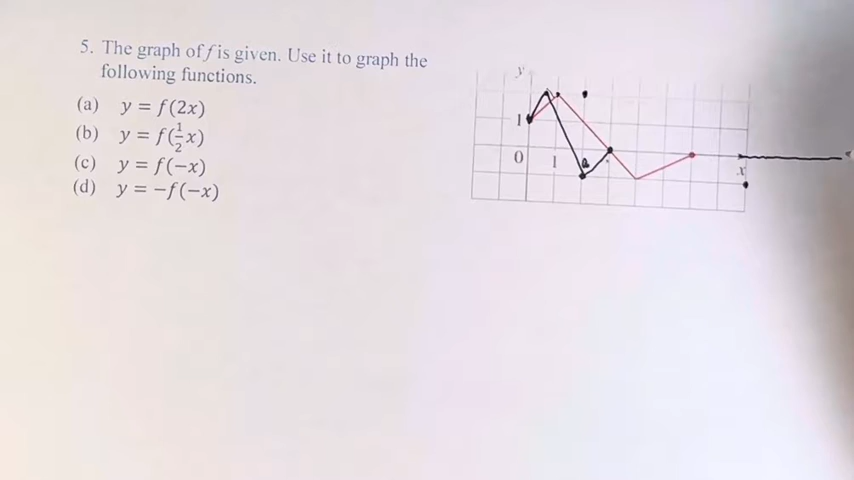 5. The graph of f is given. Use it to graph the
following functions.
(a) y = f(2x)
(b) y = f(½x)
(c) y = f(−x)
(d) y = −f(−x)
y
1
0 1 2
x